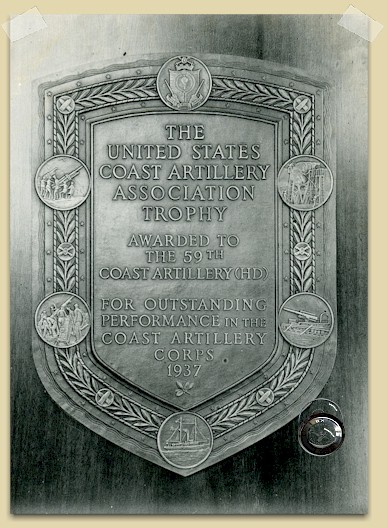 THE
UNITED STATES
COAST ARTILLERY
ASSOCIATION
TROPHY
AWARDED TO
THE 59TH
COAST ARTILLERY (HD)
FOR OUTSTANDING
PERFORMANCE IN THE
COAST ARTILLERY
CORPS
1937